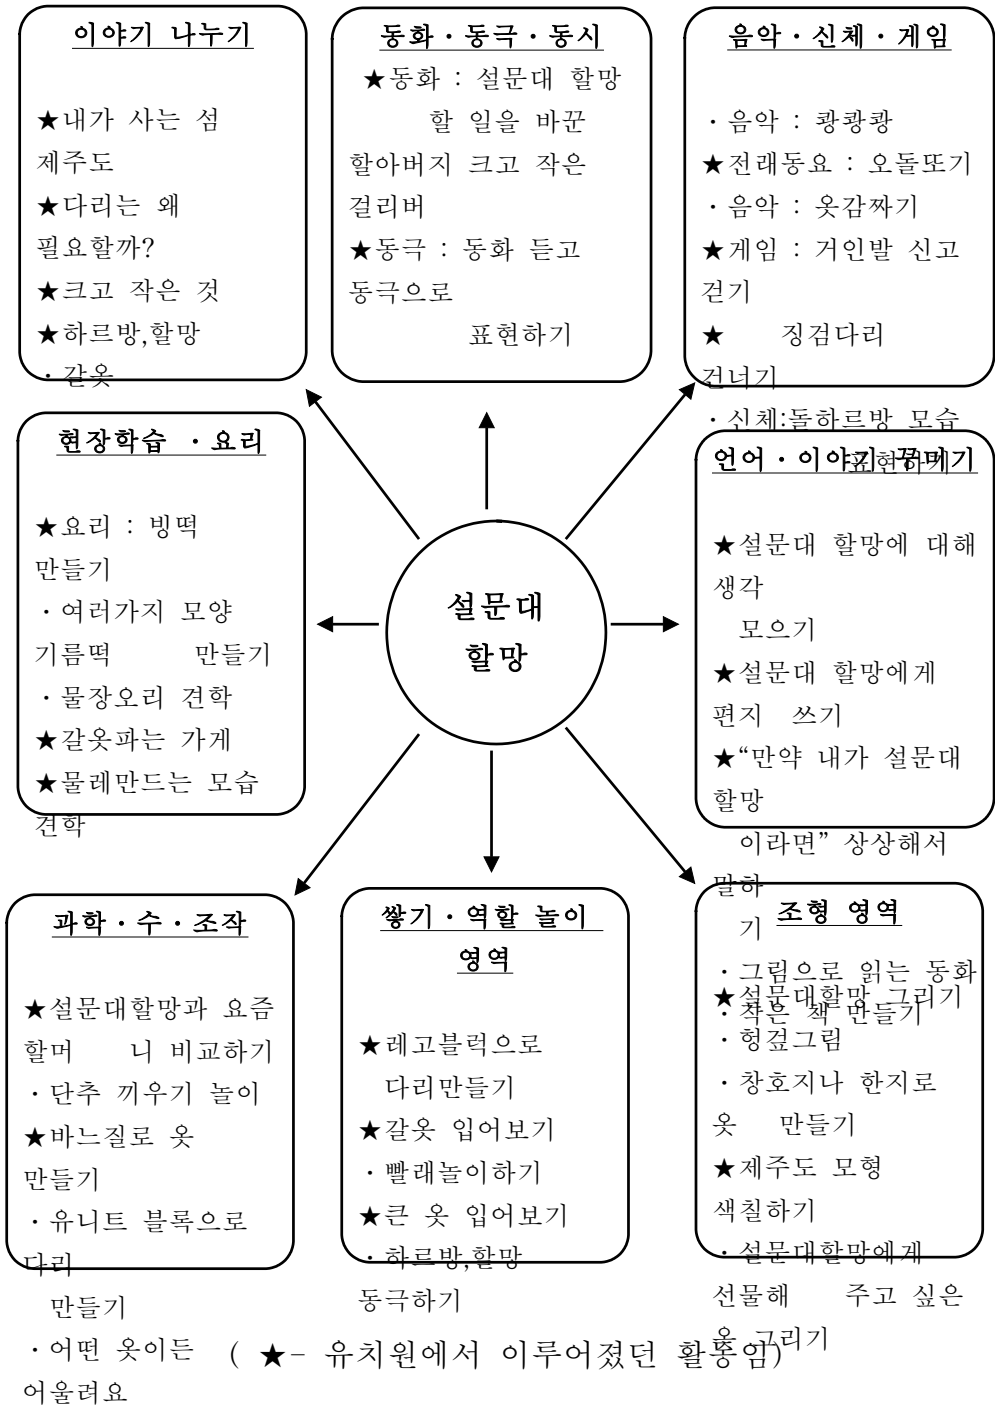 이야기 나누기
★내가 사는 섬
제주도
★다리는 왜
필요할까?
★크고 작은 것
★하르방,할망
· 갈옷
동화 · 동극 · 동시
★동화 : 설문대 할망
할 일을 바꾼
할아버지 크고 작은
걸리버
★동극 : 동화 듣고
동극으로
표현하기
음악 · 신체 · 게임
· 음악 : 쾅쾅쾅
★전래동요 : 오돌또기
· 음악 : 옷감짜기
★게임 : 거인발 신고
걷기
★ 징검다리
건너기
· 신체:돌하르방 모습
표현하기
현장학습 · 요리
★요리 : 빙떡
만들기
· 여러가지 모양
기름떡 만들기
· 물장오리 견학
★갈옷파는 가게
★물레만드는 모습
견학
설문대
할망
언어 · 이야기 꾸미기
★설문대 할망에 대해
생각
모으기
★설문대 할망에게
편지 쓰기
★“만약 내가 설문대
할망
이라면” 상상해서
말하
기
· 그림으로 읽는 동화
· 작은 책 만들기
과학 · 수 · 조작
★설문대할망과 요즘
할머 니 비교하기
· 단추 끼우기 놀이
★바느질로 옷
만들기
· 유니트 블록으로
다리
만들기
· 어떤 옷이든
어울려요
쌓기 · 역할 놀이
영역
★레고블럭으로
다리만들기
★갈옷 입어보기
· 빨래놀이하기
★큰 옷 입어보기
· 하르방,할망
동극하기
조형 영역
★설문대할망 그리기
· 헝겊그림
· 창호지나 한지로
옷 만들기
★제주도 모형
색칠하기
· 설문대할망에게
선물해 주고 싶은
옷 그리기
( ★- 유치원에서 이루어졌던 활동임)